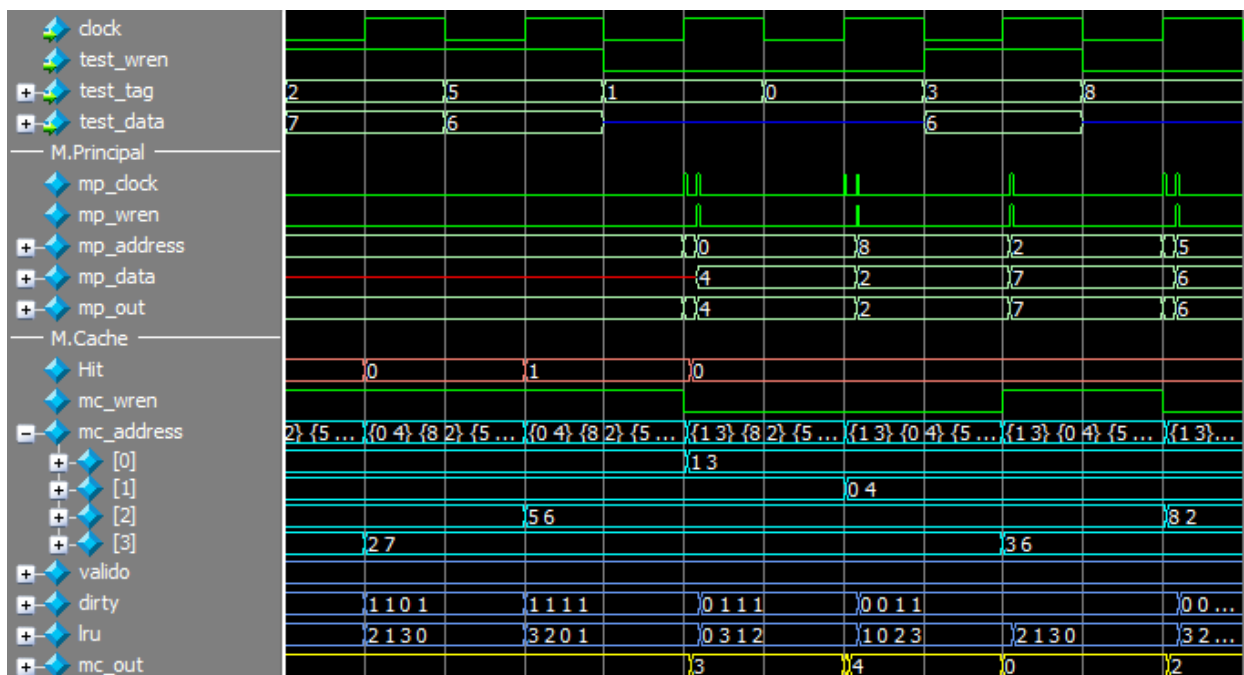 clock
test_wren
test_tag 2 5 1 0 3 8
test_data 7 6 6
M.Principal
mp_clock
mp_wren
mp_address 0 8 2 5
mp_data 4 2 7 6
mp_out 4 2 7 6
M.Cache
Hit 0 1 0
mc_wren
mc_address 2} {5 ... {0 4} {8 2} {5 ... {0 4} {8 2} {5 ... {1 3} {8 2} {5 ... {1 3} {0 4} {5 ... {1 3} {0 4} {5 ... {1 3}...
[0] 1 3
[1] 0 4
[2] 5 6 8 2
[3] 2 7 3 6
valido
dirty 1 1 0 1 1 1 1 1 0 1 1 1 0 0 1 1 0 0 ...
lru 2 1 3 0 3 2 0 1 0 3 1 2 1 0 2 3 2 1 3 0 3 2 ...
mc_out 3 4 0 2